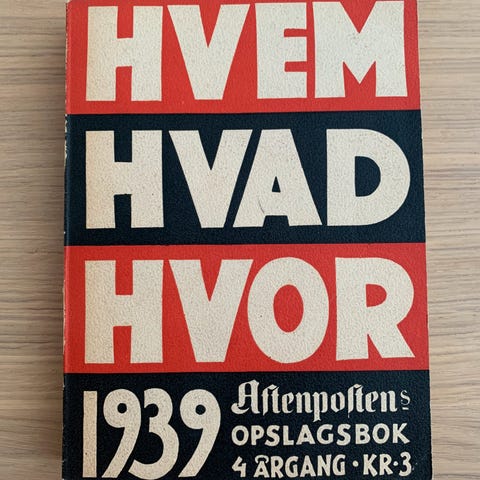 HVEM
HVAD
HVOR
1939
Aftenpostens
OPSLAGSBOK
4 ÅRGANG · KR·3